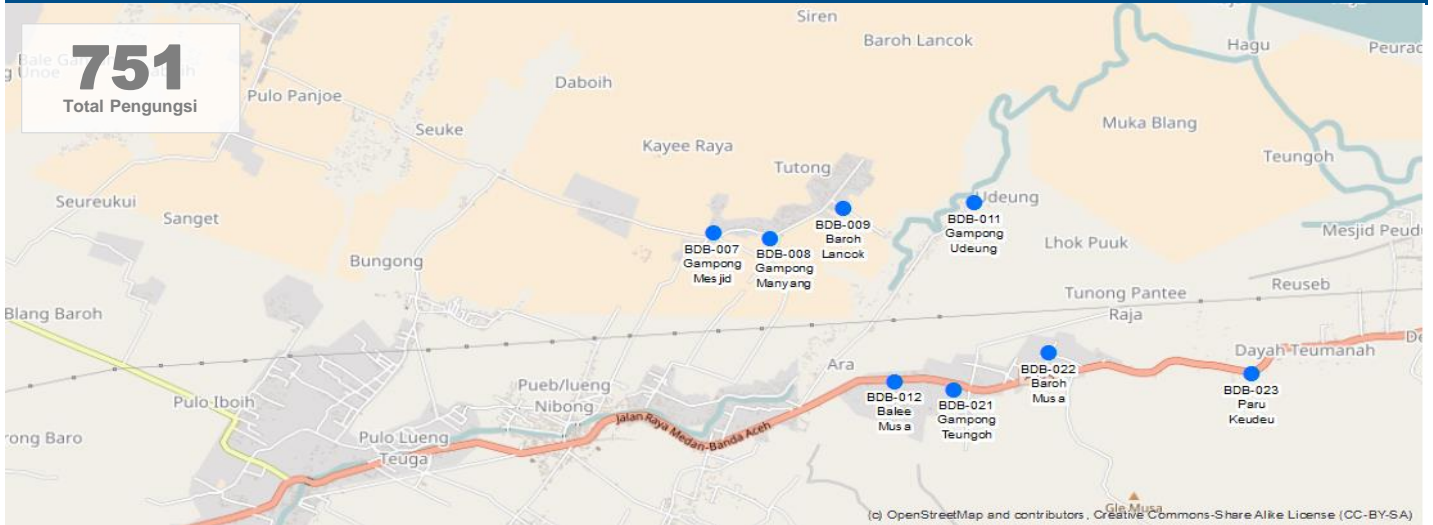 Siren
Baroh Lancok
Hagu
751
Total Pengungsi
Daboih
Pulo Panjoe
Seuke
Muka Blang
Kayee Raya
Teungoh
Tutong
Seureukui
Sanget
Udeung
BDB-007
Gampong
Mesjid
BDB-008
Gampong
Manyang
BDB-009
Baroh
Lancok
BDB-011
Gampong
Udeung
Mesjid Peudu
Lhok Puuk
Bungong
Reuseb
Tunong Pantee
Raja
Blang Baroh
Dayah Teumanah
Ara
BDB-012
Balee
Musa
BDB-021
Gampong
Teungoh
BDB-022
Baroh
Musa
BDB-023
Paru
Keudeu
Pueb/lueng
Nibong
Pulo Iboih
Jalan Raya Medan-Banda Aceh
rong Baro
Pulo Lueng
Teuga
Gle Musa
(c) OpenStreetMap and contributors, Creative Commons-Share Alike License (CC-BY-SA)